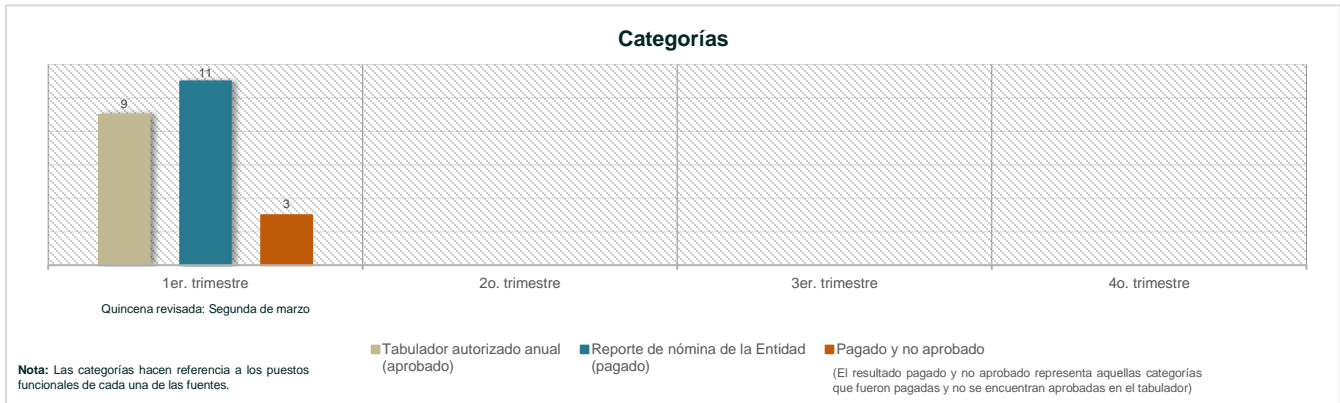 Categorías
9
11
3
1er. trimestre
2o. trimestre
3er. trimestre
4o. trimestre
Quincena revisada: Segunda de marzo
Tabulador autorizado anual
(aprobado)
Reporte de nómina de la Entidad
(pagado)
Pagado y no aprobado
(El resultado pagado y no aprobado representa aquellas categorías
que fueron pagadas y no se encuentran aprobadas en el tabulador)
Nota: Las categorías hacen referencia a los puestos
funcionales de cada una de las fuentes.